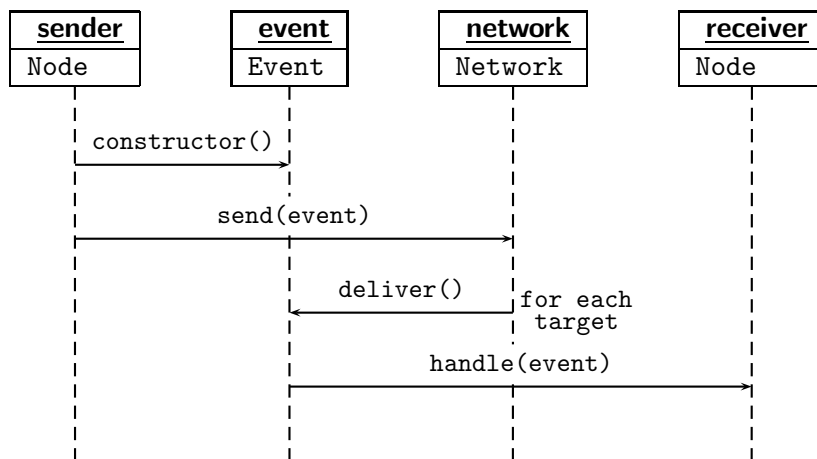 sender event network receiver
Node Event Network Node
constructor()
send(event)
deliver()
for each
target
handle(event)